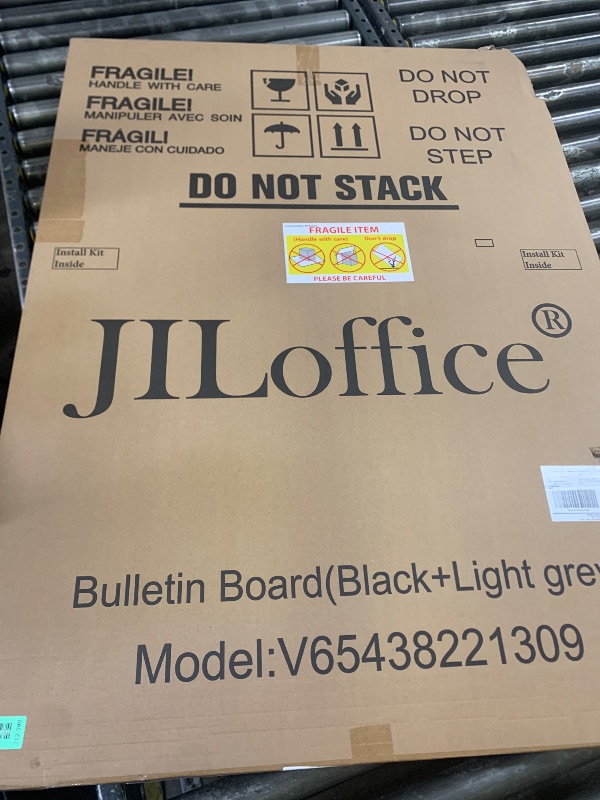 FRAGILE!
HANDLE WITH CARE
FRAGILE!
MANIPULER AVEC SOIN
FRÁGILI
MANEJE CON CUIDADO
DO NOT
DROP
DO NOT
STEP
DO NOT STACK
FRAGILE ITEM
(Handle with care) Don't drop
PLEASE BE CAREFUL
Install Kit
Inside
Install Kit
Inside
JILoffice®
Bulletin Board(Black+Light grey
Model:V65438221309